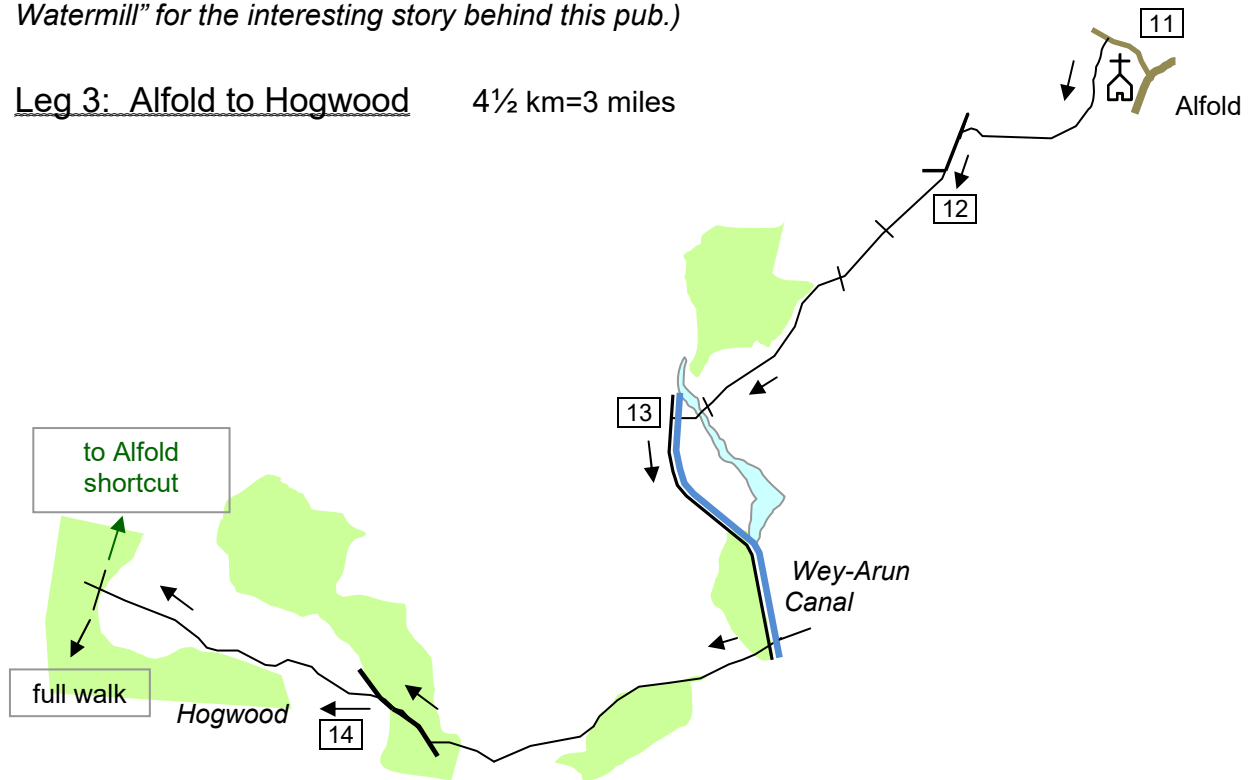 Watermill” for the interesting story behind this pub.)
Leg 3:  Alfold to Hogwood     4½ km=3 miles
11
Alfold
12
13
to Alfold
shortcut
Wey-Arun
Canal
full walk
Hogwood
14